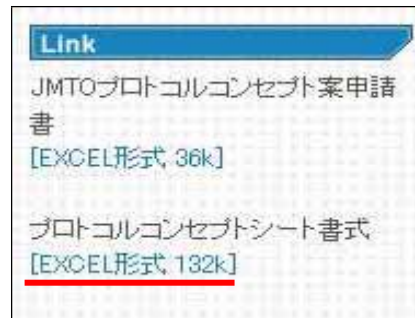 Link
JMTOプロトコルコンセプト案申請
書
[EXCEL形式, 36k]
プロトコルコンセプトシート書式
[EXCEL形式, 132k]